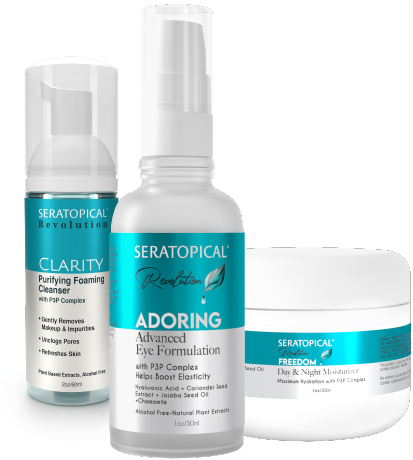 SERATOPICAL
Revolution
CLARITY
Purifying Foaming
Cleanser
with P3P Complex
• Gently Removes
Makeup & Impurities
• Unclogs Pores
• Refreshes Skin
Plant Based Extracts, Alcohol Free
2oz/60ml
SERATOPICAL
Revolution
ADORING
Advanced
Eye Formulation
with P3P Complex
Helps Boost Elasticity
Hyaluronic Acid + Coriander Seed
Extract + Jojoba Seed Oil
+Chamomile
Alcohol Free-Natural Plant Extracts
1oz/30ml
SERATOPICAL
Revolution
FREEDOM
Day & Night Moisturizer
Maximum Hydration with P3P Complex
1oz/30ml
Seed Oil